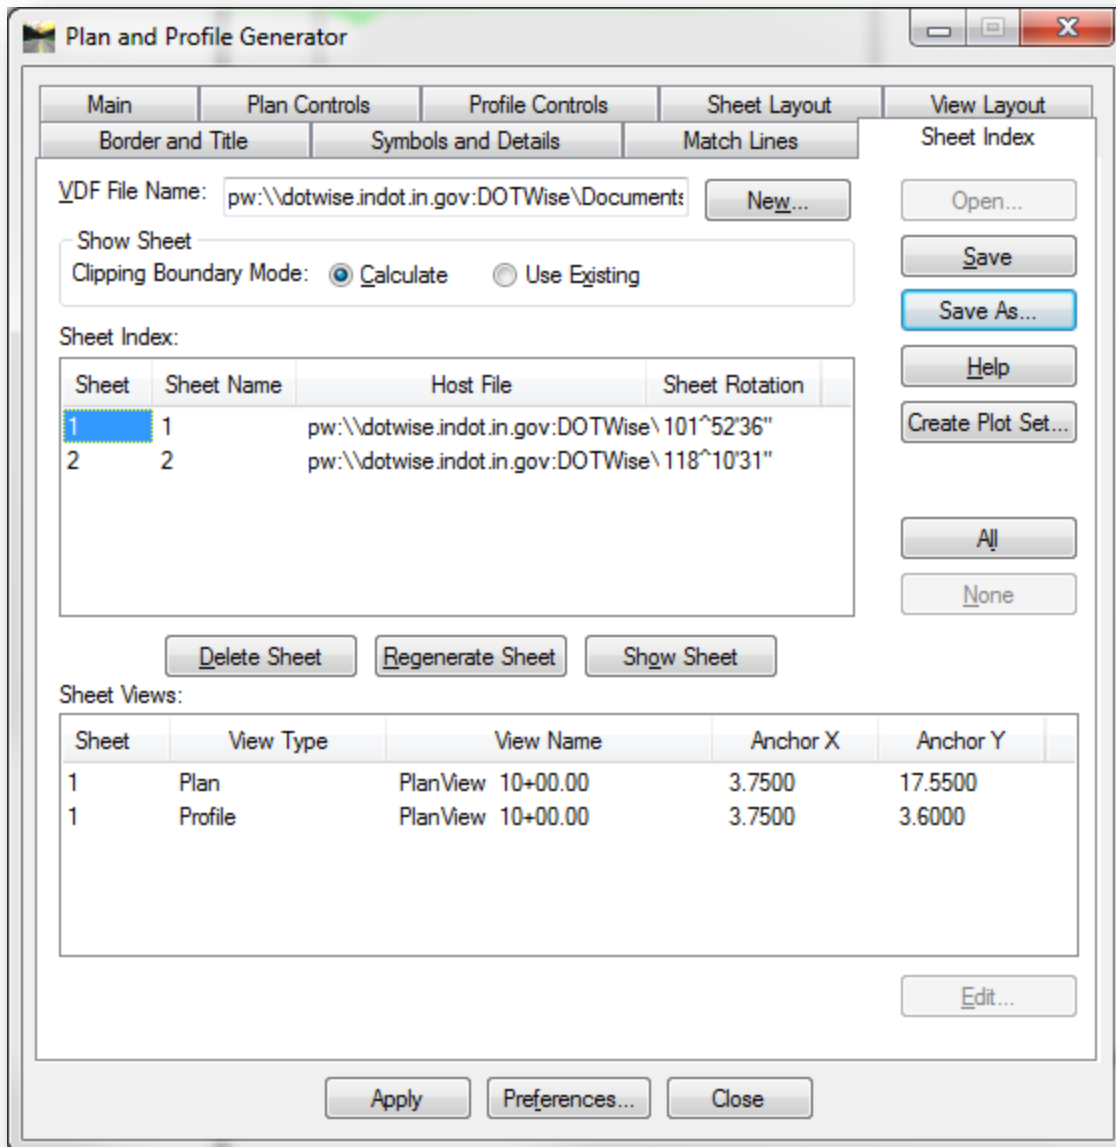 Plan and Profile Generator
Main Plan Controls Profile Controls Sheet Layout View Layout
Border and Title Symbols and Details Match Lines Sheet Index
VDF File Name: pw:\\dotwise.indot.in.gov:DOTWise\Documents New... Open...
Show Sheet
Clipping Boundary Mode: Calculate Use Existing
Save
Save As...
Help
Create Plot Set...
All
None
Sheet Index:
Sheet Sheet Name Host File Sheet Rotation
1 1 pw:\\dotwise.indot.in.gov:DOTWise\ 101^52'36"
2 2 pw:\\dotwise.indot.in.gov:DOTWise\ 118^10'31"
Delete Sheet Regenerate Sheet Show Sheet
Sheet Views:
Sheet View Type View Name Anchor X Anchor Y
1 Plan PlanView 10+00.00 3.7500 17.5500
1 Profile PlanView 10+00.00 3.7500 3.6000
Edit...
Apply Preferences... Close